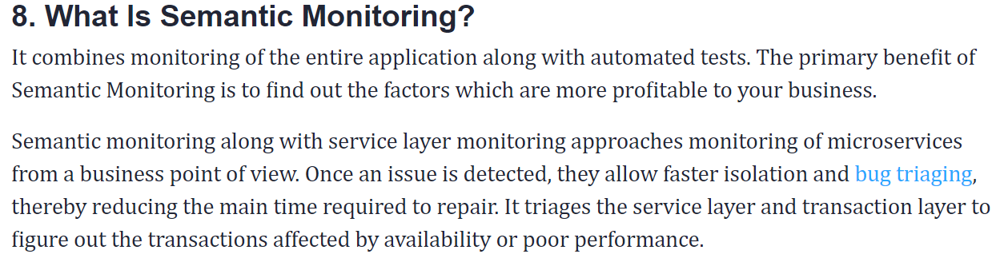 8. What Is Semantic Monitoring?
It combines monitoring of the entire application along with automated tests. The primary benefit of
Semantic Monitoring is to find out the factors which are more profitable to your business.
Semantic monitoring along with service layer monitoring approaches monitoring of microservices
from a business point of view. Once an issue is detected, they allow faster isolation and bug triaging,
thereby reducing the main time required to repair. It triages the service layer and transaction layer to
figure out the transactions affected by availability or poor performance.